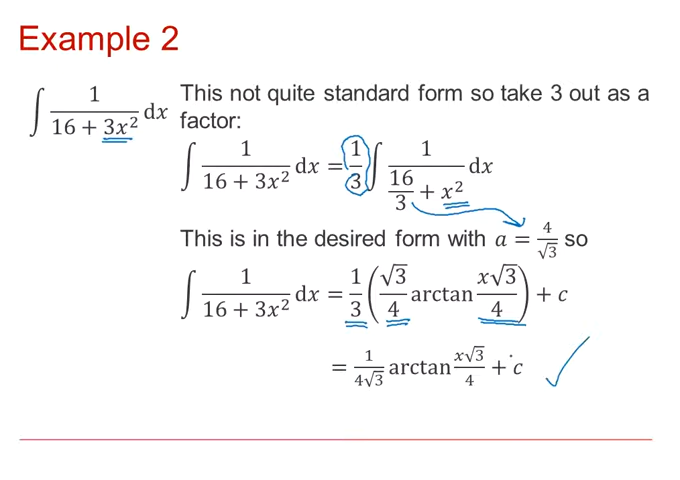 Example 2
∫ 1/(16 + 3x²) dx This not quite standard form so take 3 out as a
factor:
∫ 1/(16 + 3x²) dx = 1/3 ∫ 1/(16/3 + x²) dx
This is in the desired form with a = 4/√3 so
∫ 1/(16 + 3x²) dx = 1/3 (√3/4 arctan x√3/4) + c
= 1/(4√3) arctan x√3/4 + c